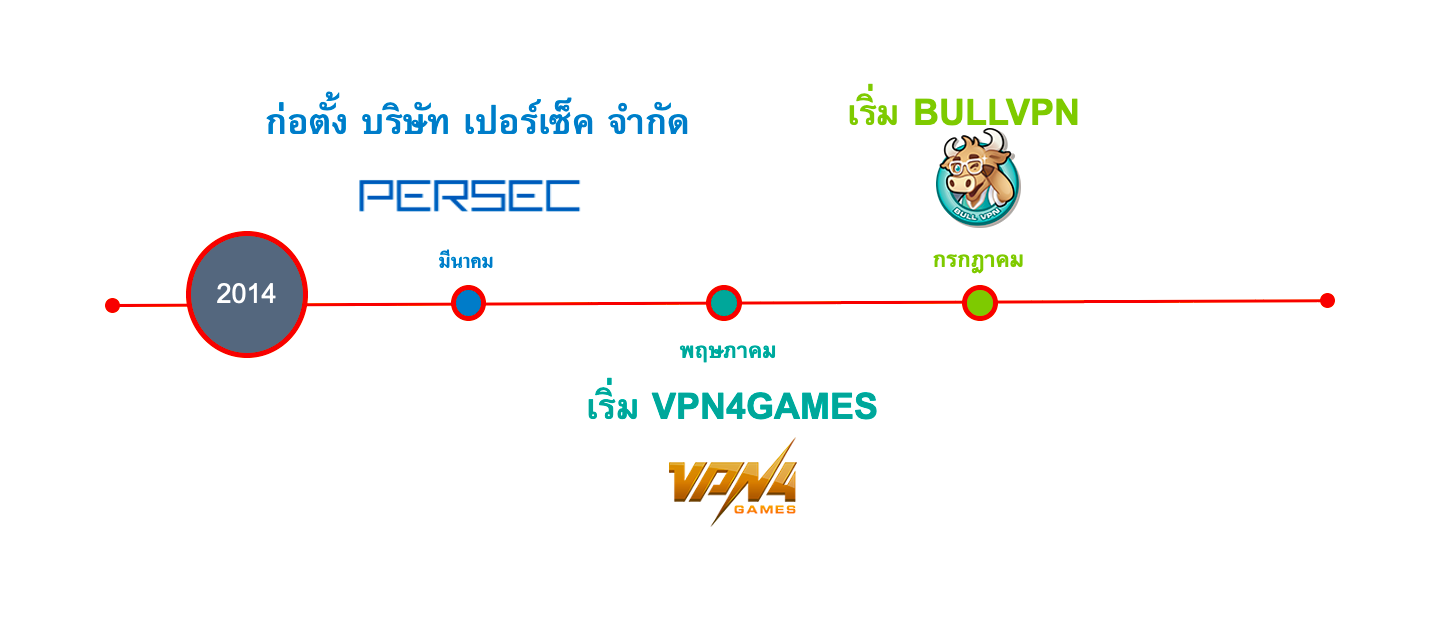 ก่อตั้ง บริษัท เปอร์เซ็ค จำกัด
PERSEC
มีนาคม
เริ่ม BULLVPN
BULL VPN
กรกฎาคม
2014
พฤษภาคม
เริ่ม VPN4GAMES
VPN4
GAMES